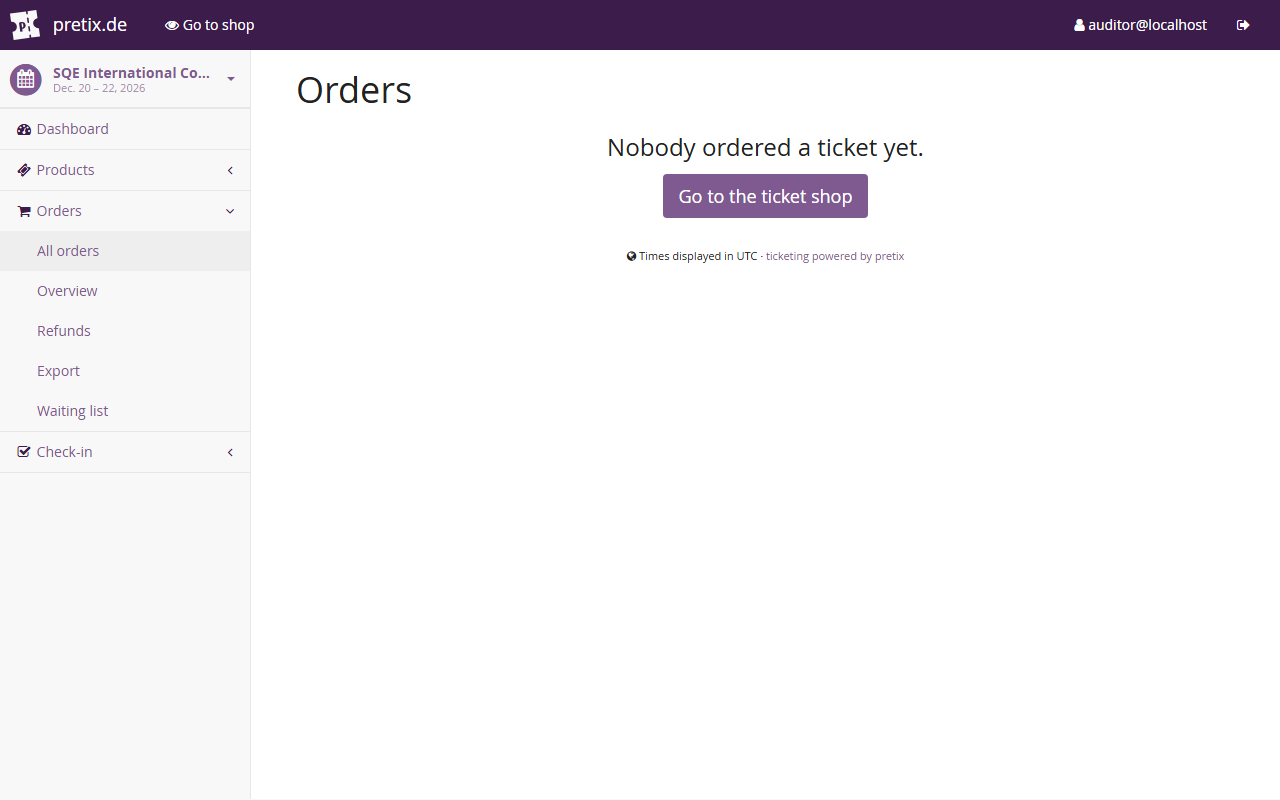 pretix.de
Go to shop
auditor@localhost
SQE International Co...
Dec. 20 – 22, 2026
Dashboard
Products
Orders
All orders
Overview
Refunds
Export
Waiting list
Check-in
Orders
Nobody ordered a ticket yet.
Go to the ticket shop
Times displayed in UTC · ticketing powered by pretix